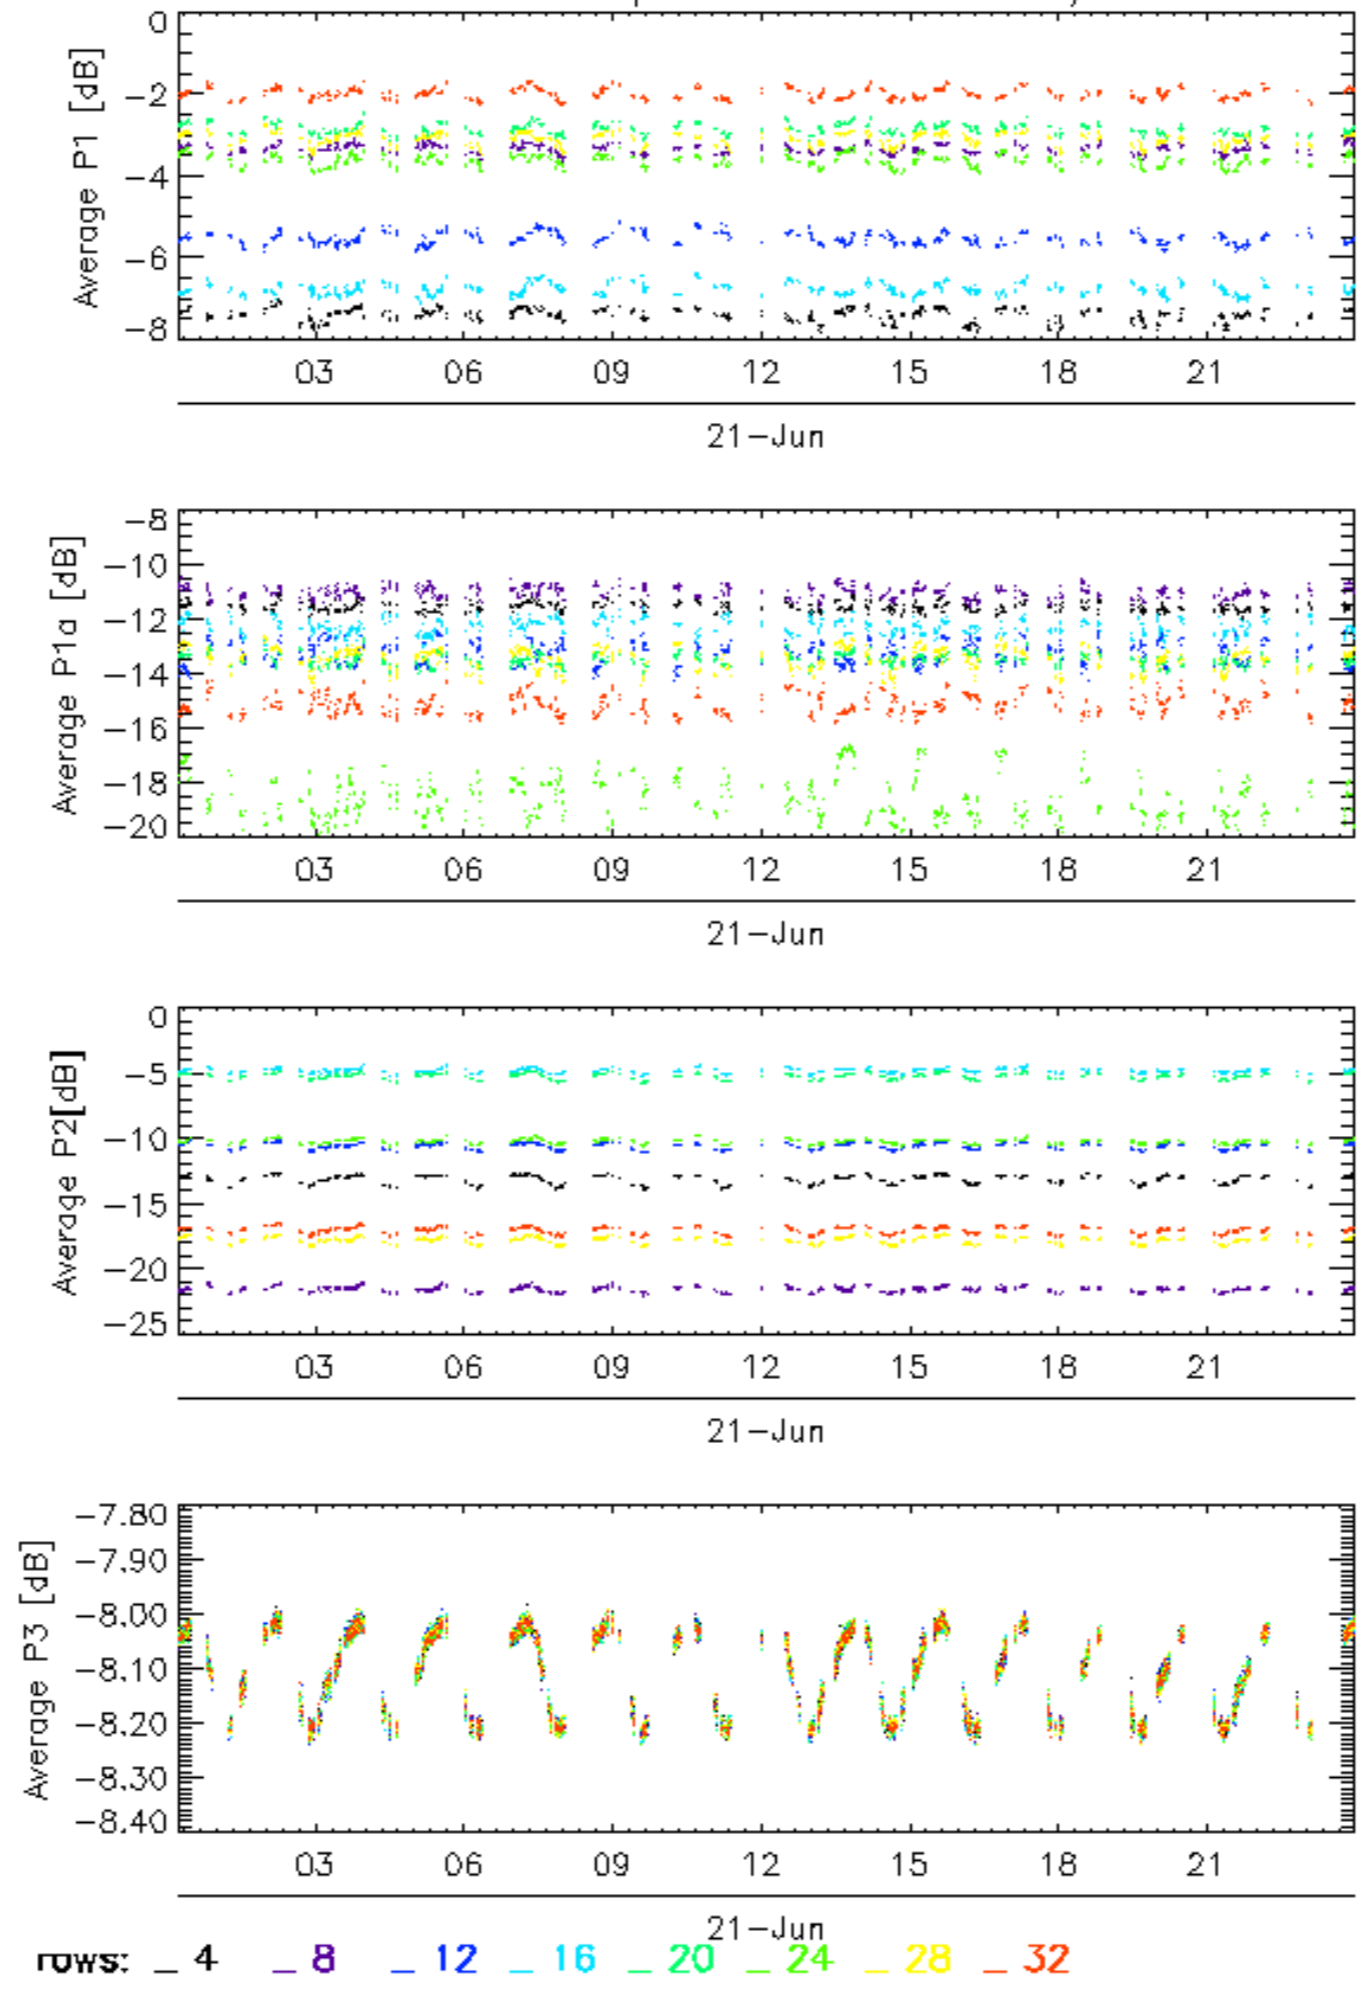 Average P1 [dB]
0
-2
-4
-6
-8
03 06 09 12 15 18 21
21-Jun
Average P1a [dB]
-8
-10
-12
-14
-16
-18
-20
03 06 09 12 15 18 21
21-Jun
Average P2[dB]
0
-5
-10
-15
-20
-25
03 06 09 12 15 18 21
21-Jun
Average P3 [dB]
-7.80
-7.90
-8.00
-8.10
-8.20
-8.30
-8.40
03 06 09 12 15 18 21
21-Jun
rows: _ 4 _ 8 _ 12 _ 16 _ 20 _ 24 _ 28 _ 32